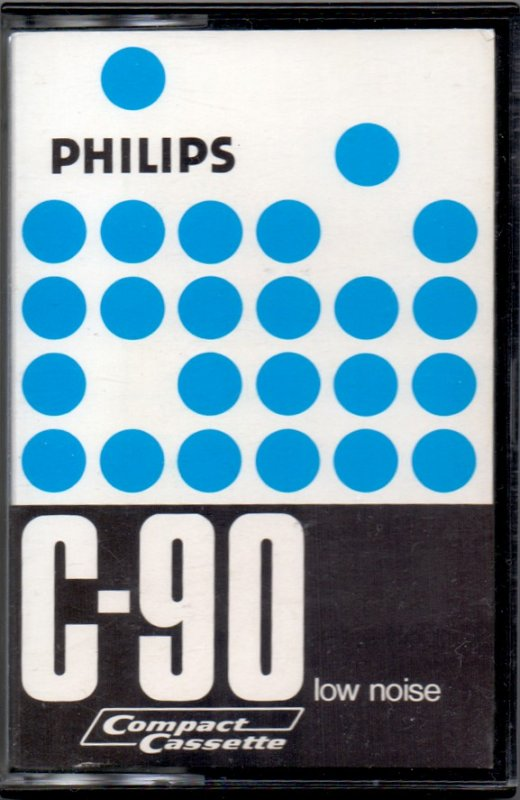 PHILIPS
C-90
low noise
Compact
Cassette